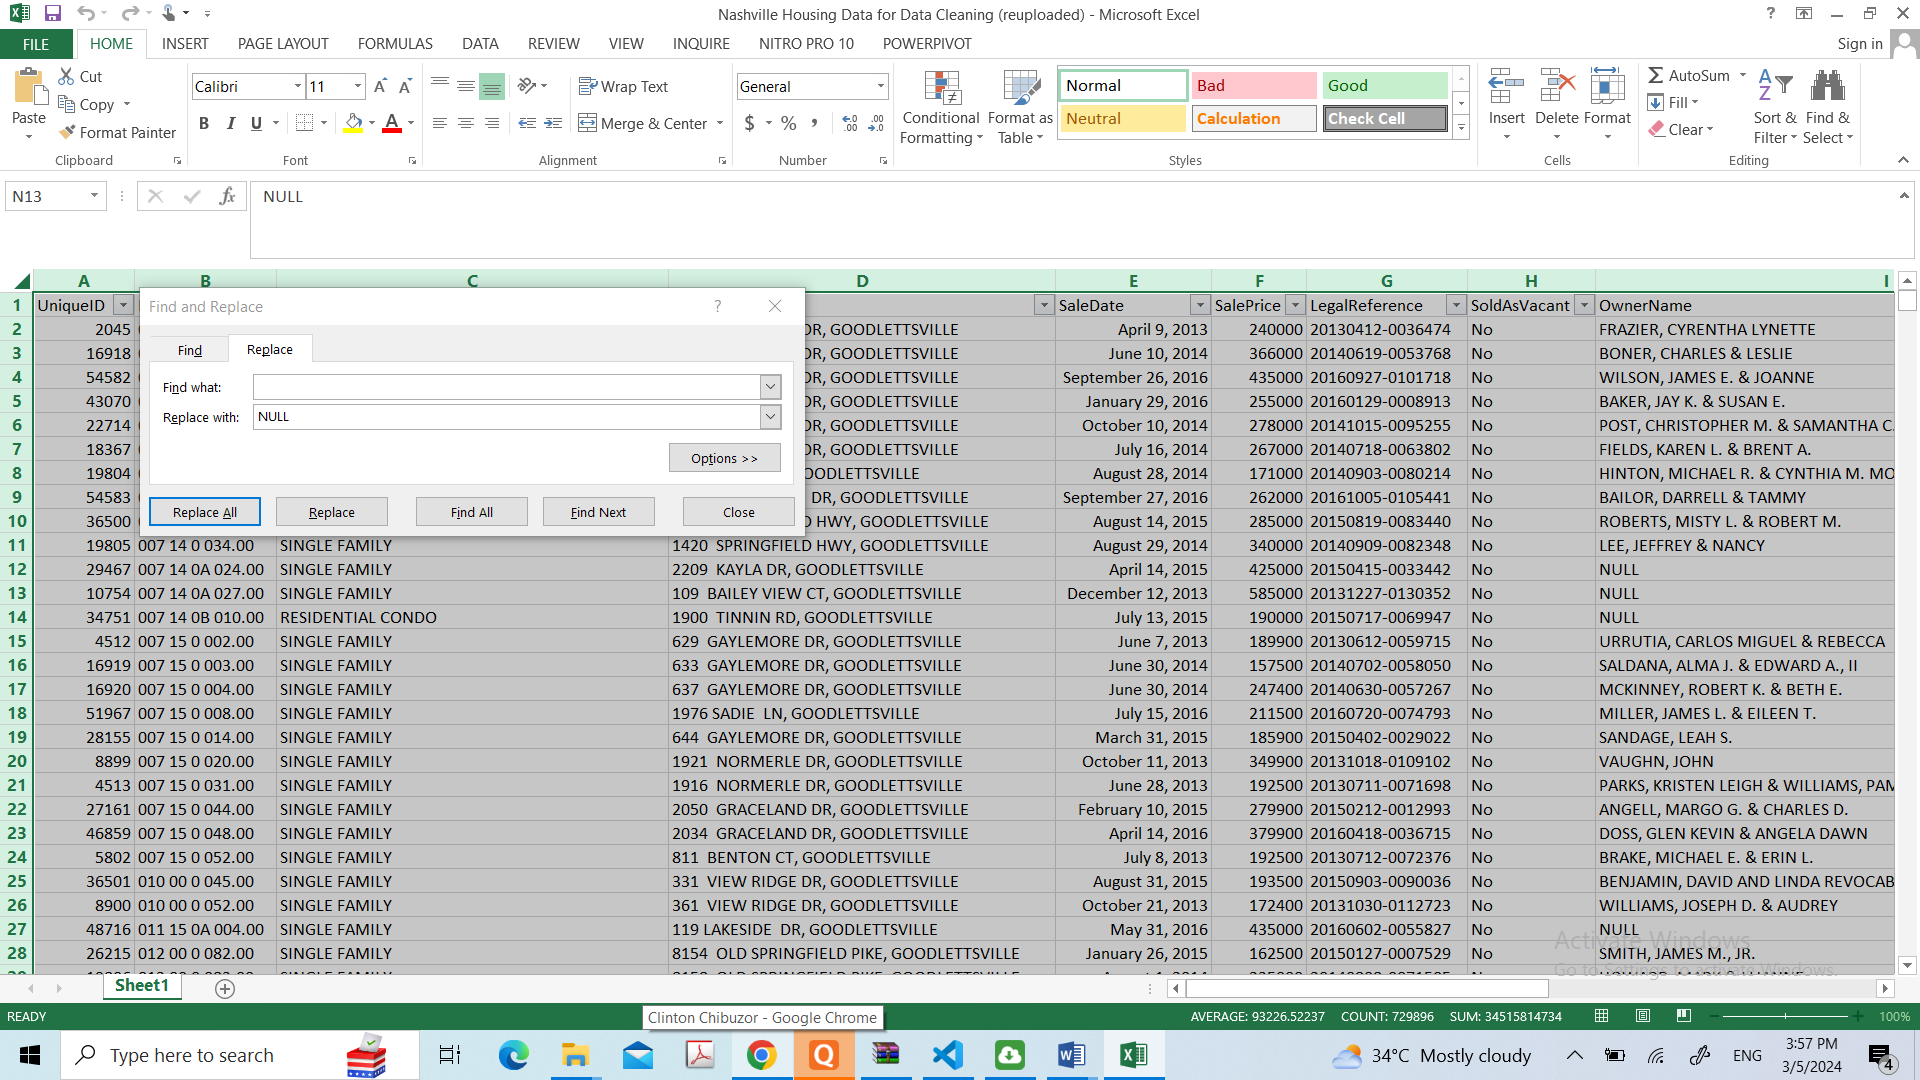 Nashville Housing Data for Data Cleaning (reuploaded) - Microsoft Excel
FILE HOME INSERT PAGE LAYOUT FORMULAS DATA REVIEW VIEW INQUIRE NITRO PRO 10 POWERPIVOT Sign in
Paste Cut Copy Format Painter
Calibri 11
B I U
Wrap Text
Merge & Center
General
$ % ,
Conditional Formatting
Format as Table
Normal Bad Good
Neutral Calculation Check Cell
Insert Delete Format
AutoSum
Fill
Clear
Sort & Filter
Find & Select
Clipboard Font Alignment Number Styles Cells Editing
N13 fx NULL
A B C D E F G H I
1 UniqueID SaleDate SalePrice LegalReference SoldAsVacant OwnerName
Find and Replace ?
Find Replace
Find what:
Replace with: NULL
Options >>
Replace All Replace Find All Find Next Close
2 2045 DR, GOODLETTSVILLE April 9, 2013 240000 20130412-0036474 No FRAZIER, CYRENTHA LYNETTE
3 16918 DR, GOODLETTSVILLE June 10, 2014 366000 20140619-0053768 No BONER, CHARLES & LESLIE
4 54582 DR, GOODLETTSVILLE September 26, 2016 435000 20160927-0101718 No WILSON, JAMES E. & JOANNE
5 43070 DR, GOODLETTSVILLE January 29, 2016 255000 20160129-0008913 No BAKER, JAY K. & SUSAN E.
6 22714 DR, GOODLETTSVILLE October 10, 2014 278000 20141015-0095255 No POST, CHRISTOPHER M. & SAMANTHA C.
7 18367 DR, GOODLETTSVILLE July 16, 2014 267000 20140718-0063802 No FIELDS, KAREN L. & BRENT A.
8 19804 OODLETTSVILLE August 28, 2014 171000 20140903-0080214 No HINTON, MICHAEL R. & CYNTHIA M. MO
9 54583 DR, GOODLETTSVILLE September 27, 2016 262000 20161005-0105441 No BAILOR, DARRELL & TAMMY
10 36500 D HWY, GOODLETTSVILLE August 14, 2015 285000 20150819-0083440 No ROBERTS, MISTY L. & ROBERT M.
11 19805 007 14 0 034.00 SINGLE FAMILY 1420 SPRINGFIELD HWY, GOODLETTSVILLE August 29, 2014 340000 20140909-0082348 No LEE, JEFFREY & NANCY
12 29467 007 14 0A 024.00 SINGLE FAMILY 2209 KAYLA DR, GOODLETTSVILLE April 14, 2015 425000 20150415-0033442 No NULL
13 10754 007 14 0A 027.00 SINGLE FAMILY 109 BAILEY VIEW CT, GOODLETTSVILLE December 12, 2013 585000 20131227-0130352 No NULL
14 34751 007 14 0B 010.00 RESIDENTIAL CONDO 1900 TINNIN RD, GOODLETTSVILLE July 13, 2015 190000 20150717-0069947 No NULL
15 4512 007 15 0 002.00 SINGLE FAMILY 629 GAYLEMORE DR, GOODLETTSVILLE June 7, 2013 189900 20130612-0059715 No URRUTIA, CARLOS MIGUEL & REBECCA
16 16919 007 15 0 003.00 SINGLE FAMILY 633 GAYLEMORE DR, GOODLETTSVILLE June 30, 2014 157500 20140702-0058050 No SALDANA, ALMA J. & EDWARD A., II
17 16920 007 15 0 004.00 SINGLE FAMILY 637 GAYLEMORE DR, GOODLETTSVILLE June 30, 2014 247400 20140630-0057267 No MCKINNEY, ROBERT K. & BETH E.
18 51967 007 15 0 008.00 SINGLE FAMILY 1976 SADIE LN, GOODLETTSVILLE July 15, 2016 211500 20160720-0074793 No MILLER, JAMES L. & EILEEN T.
19 28155 007 15 0 014.00 SINGLE FAMILY 644 GAYLEMORE DR, GOODLETTSVILLE March 31, 2015 185900 20150402-0029022 No SANDAGE, LEAH S.
20 8899 007 15 0 020.00 SINGLE FAMILY 1921 NORMERLE DR, GOODLETTSVILLE October 11, 2013 349900 20131018-0109102 No VAUGHN, JOHN
21 4513 007 15 0 031.00 SINGLE FAMILY 1916 NORMERLE DR, GOODLETTSVILLE June 28, 2013 192500 20130711-0071698 No PARKS, KRISTEN LEIGH & WILLIAMS, PAM
22 27161 007 15 0 044.00 SINGLE FAMILY 2050 GRACELAND DR, GOODLETTSVILLE February 10, 2015 279900 20150212-0012993 No ANGELL, MARGO G. & CHARLES D.
23 46859 007 15 0 048.00 SINGLE FAMILY 2034 GRACELAND DR, GOODLETTSVILLE April 14, 2016 379900 20160418-0036715 No DOSS, GLEN KEVIN & ANGELA DAWN
24 5802 007 15 0 052.00 SINGLE FAMILY 811 BENTON CT, GOODLETTSVILLE July 8, 2013 192500 20130712-0072376 No BRAKE, MICHAEL E. & ERIN L.
25 36501 010 00 0 045.00 SINGLE FAMILY 331 VIEW RIDGE DR, GOODLETTSVILLE August 31, 2015 193500 20150903-0090036 No BENJAMIN, DAVID AND LINDA REVOCAB
26 8900 010 00 0 052.00 SINGLE FAMILY 361 VIEW RIDGE DR, GOODLETTSVILLE October 21, 2013 172400 20131030-0112723 No WILLIAMS, JOSEPH D. & AUDREY
27 48716 011 15 0A 004.00 SINGLE FAMILY 119 LAKESIDE DR, GOODLETTSVILLE May 31, 2016 435000 20160602-0055827 No NULL
28 26215 012 00 0 082.00 SINGLE FAMILY 8154 OLD SPRINGFIELD PIKE, GOODLETTSVILLE January 26, 2015 162500 20150127-0007529 No SMITH, JAMES M., JR.
Activate Windows
Go to Settings to activate Windows.
Sheet1
READY AVERAGE: 93226.52237 COUNT: 729896 SUM: 34515814734 100%
Clinton Chibuzor - Google Chrome
Type here to search 34°C Mostly cloudy ENG 3:57 PM
3/5/2024 4